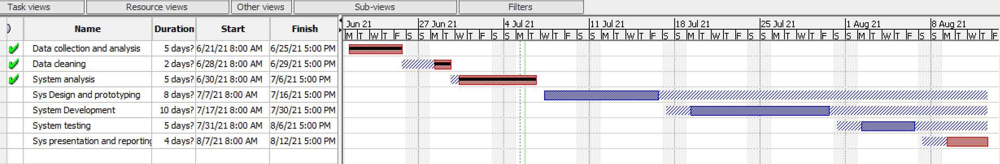 Task views Resource views Other views Sub-views Filters
Name Duration Start Finish
Jun 21 27 Jun 21 4 Jul 21 11 Jul 21 18 Jul 21 25 Jul 21 1 Aug 21 8 Aug 21
M T W T F S S M T W T F S S M T W T F S S M T W T F S S M T W T F S S M T W T F S S M T W T F S S M T W T F
Data collection and analysis 5 days? 6/21/21 8:00 AM 6/25/21 5:00 PM
Data cleaning 2 days? 6/28/21 8:00 AM 6/29/21 5:00 PM
System analysis 5 days? 6/30/21 8:00 AM 7/6/21 5:00 PM
Sys Design and prototyping 8 days? 7/7/21 8:00 AM 7/16/21 5:00 PM
System Development 10 days? 7/17/21 8:00 AM 7/30/21 5:00 PM
System testing 5 days? 7/31/21 8:00 AM 8/6/21 5:00 PM
Sys presentation and reporting 4 days? 8/7/21 8:00 AM 8/12/21 5:00 PM